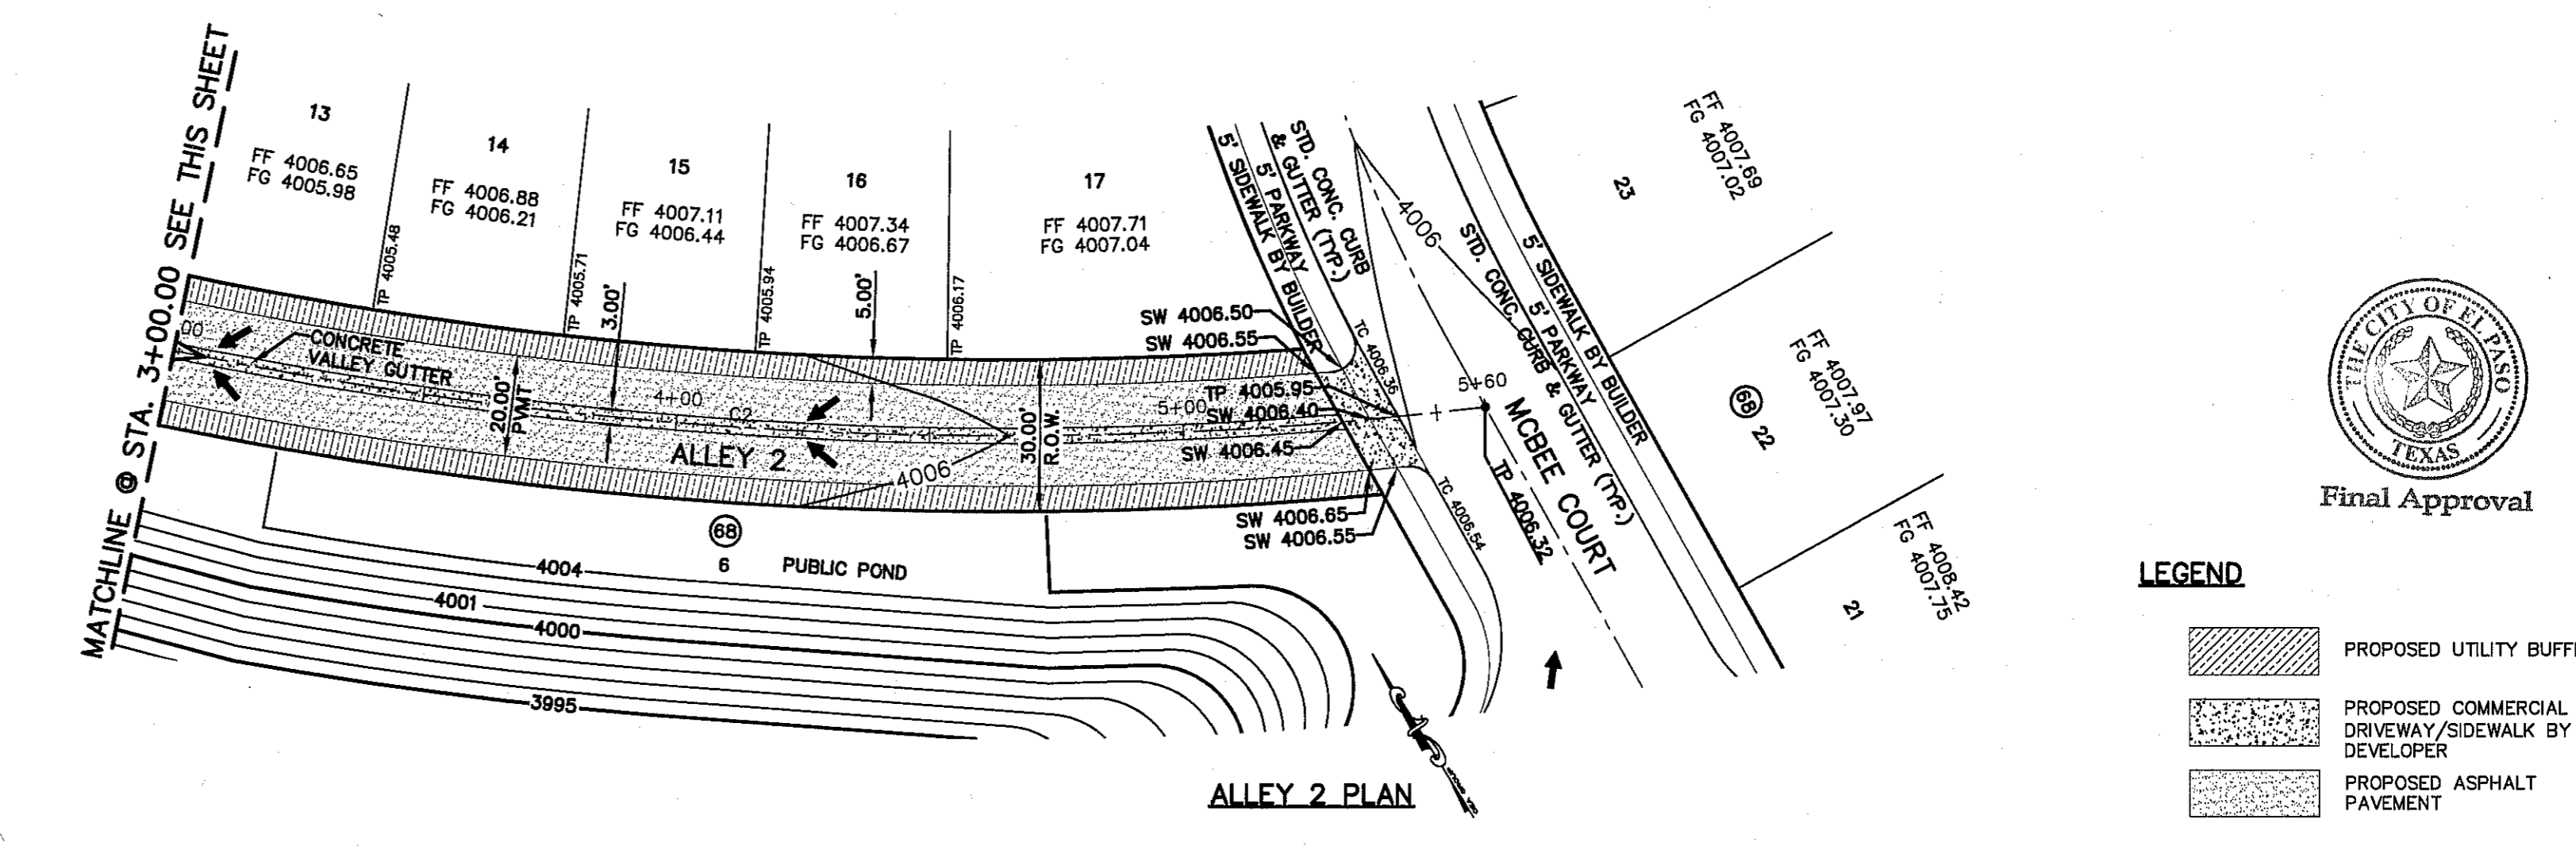 MATCHLINE @ STA. 3+00.00 SEE THIS SHEET
13
FF 4006.65
FG 4005.98
TP 4005.48
14
FF 4006.88
FG 4006.21
TP 4005.71
15
FF 4007.11
FG 4006.44
TP 4005.94
16
FF 4007.34
FG 4006.67
TP 4006.17
17
FF 4007.71
FG 4007.04
3.00'
5.00'
00
CONCRETE
VALLEY GUTTER
20.00'
PVMT
4+00
C2
ALLEY 2
4006
30.00'
R.O.W.
5+00
5' SIDEWALK BY BUILDER
5' PARKWAY
STD. CONC. CURB
& GUTTER (TYP.)
SW 4006.50
SW 4006.55
TC 4006.36
TP 4005.95
SW 4006.40
SW 4006.45
SW 4006.65
SW 4006.55
TC 4006.54
5+60
TP 4006.32
MCBEE COURT
4006
STD. CONC. CURB & GUTTER (TYP.)
5' PARKWAY
5' SIDEWALK BY BUILDER
23
FF 4007.69
FG 4007.02
68
22
FF 4007.97
FG 4007.30
21
FF 4008.42
FG 4007.75
68
6
PUBLIC POND
4004
4001
4000
3995
ALLEY 2 PLAN
THE CITY OF EL PASO
TEXAS
Final Approval
LEGEND
PROPOSED UTILITY
PROPOSED COMMERCIAL
DRIVEWAY/SIDEWALK BY
DEVELOPER
PROPOSED ASPHALT
PAVEMENT